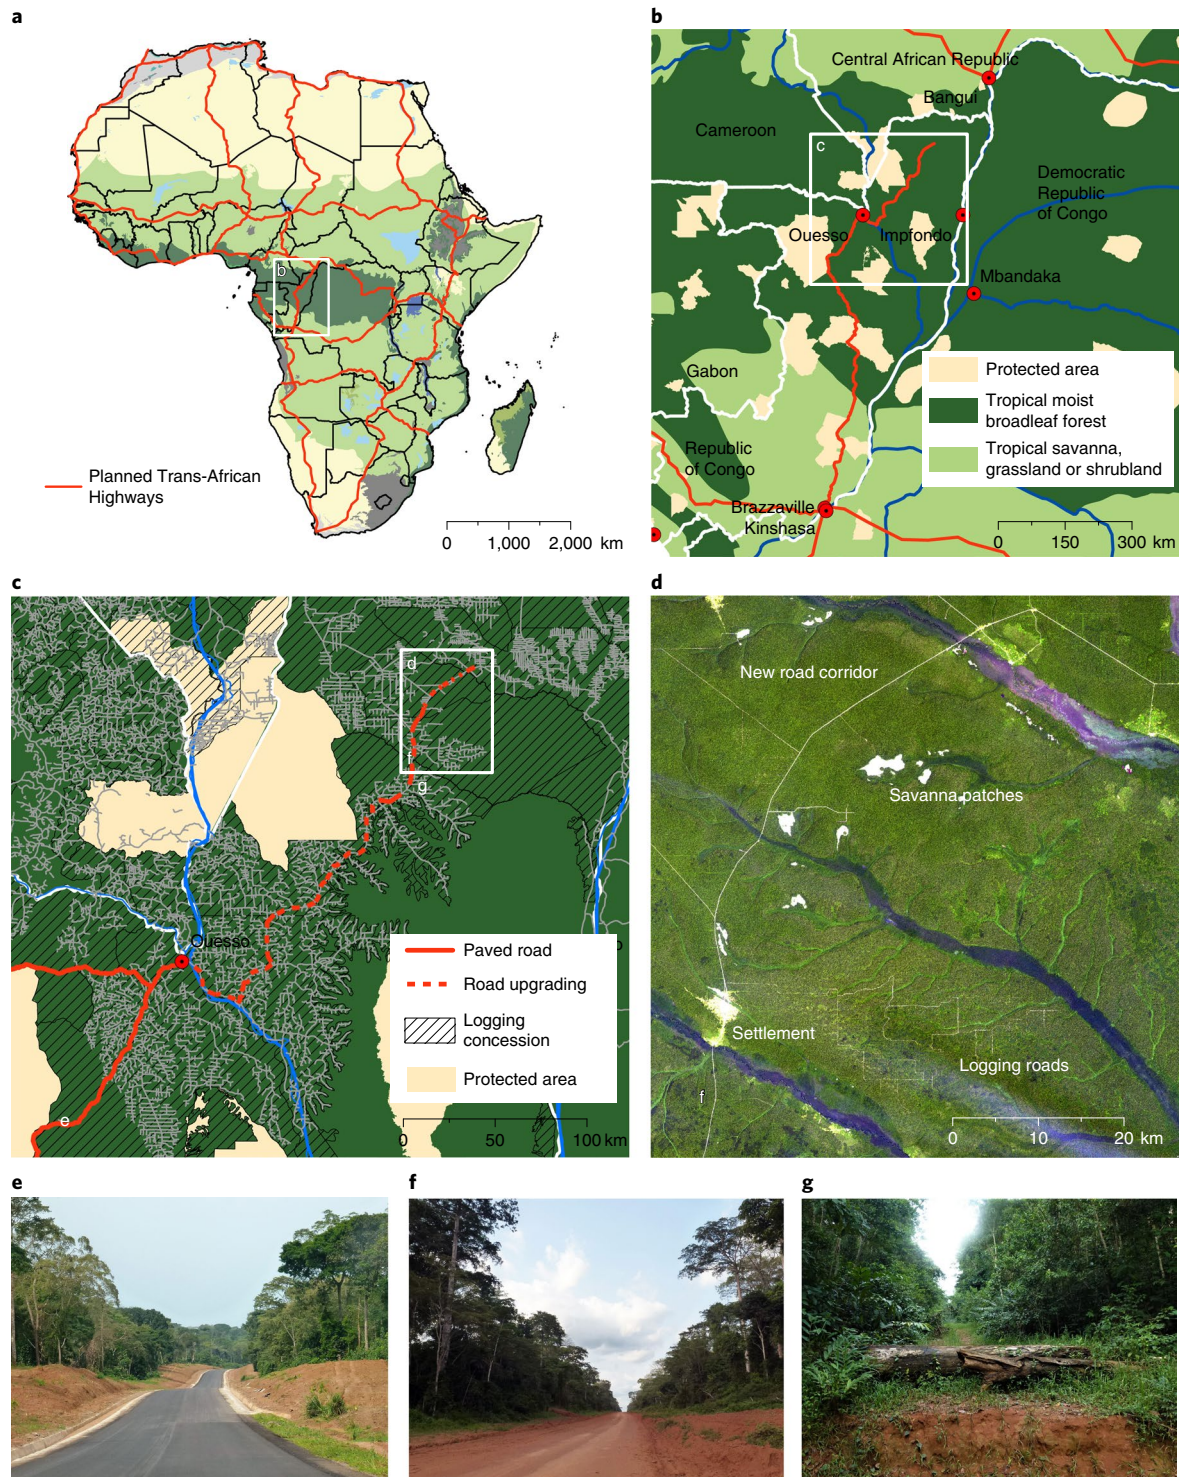 a
b
Planned Trans-African
Highways
0 1,000 2,000 km
b
Central African Republic
Bangui
Cameroon
c
Democratic
Republic
of Congo
Ouesso
Impfondo
Mbandaka
Gabon
Republic
of Congo
Brazzaville
Kinshasa
Protected area
Tropical moist
broadleaf forest
Tropical savanna,
grassland or shrubland
0 150 300 km
c
d
f
g
Ouesso
e
Paved road
Road upgrading
Logging
concession
Protected area
0 50 100 km
d
New road corridor
Savanna patches
Settlement
Logging roads
f
0 10 20 km
e
f
g